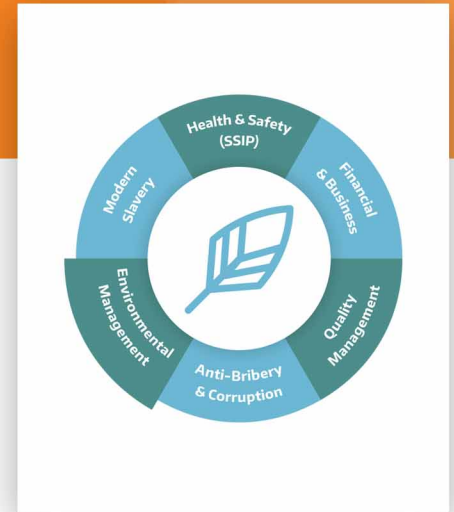 Health & Safety
(SSIP)
Financial
& Business
Quality
Management
Anti-Bribery
& Corruption
Environmental
Management
Modern
Slavery